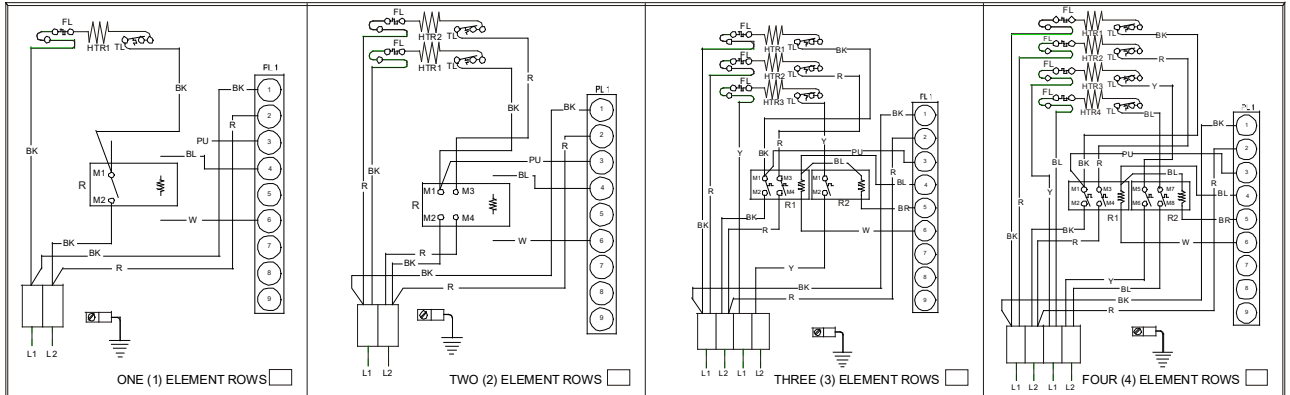 FL
HTR1 TL
BK
BK
PL 1
BK
1
R
2
PU
3
BL
4
M1
R
5
M2
W
6
BK
7
BK
R
8
9
L1 L2
ONE (1) ELEMENT ROWS
FL
HTR2 TL
FL
HTR1 TL
R
BK
R
BK
PL 1
BK
1
R
2
PU
3
BL
4
M1 M3
R
5
M2 M4
W
6
R
BK
7
BK
R
8
9
L1 L2
TWO (2) ELEMENT ROWS
FL
HTR1 TL
BK
FL
HTR2 TL
R
FL
HTR3 TL
Y
PL 1
BK
1
R
2
R
BK
R
Y
BK
R
Y
PU
3
BL
M1 M3 M1
BL
4
M2 M4 M2
R1 R2
BR
5
BK
R
W
6
Y
7
BK
8
R
9
L1 L2 L1 L2
THREE (3) ELEMENT ROWS
FL
HTR1 TL
BK
FL
HTR2 TL
R
FL
HTR3 TL
Y
FL
HTR4 TL
BL
PL 1
BK
1
R
2
BL
BK
R
PU
3
BL
BK
R
Y
M1 M3 M5 M7
BL
4
M2 M4 M6 M8
R1 R2
BR
5
BK
R
W
6
7
Y
BL
8
BK
R
9
L1 L2 L1 L2
FOUR (4) ELEMENT ROWS